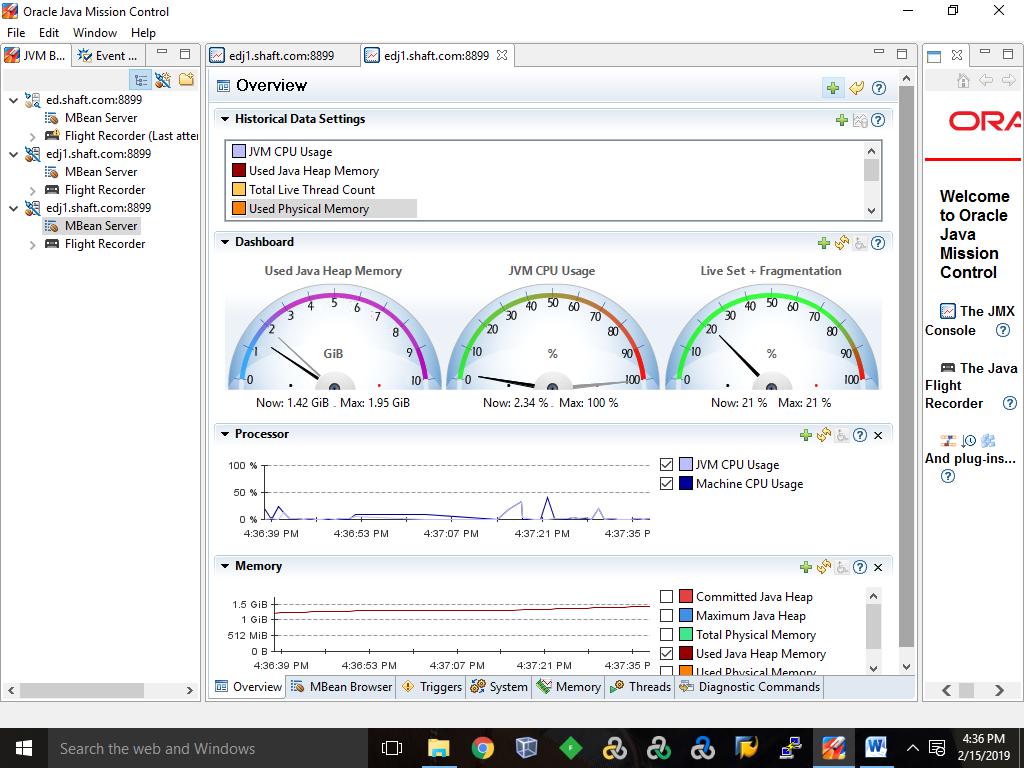 Oracle Java Mission Control
File Edit Window Help
JVM B...
Event ...
ed.shaft.com:8899
MBean Server
Flight Recorder (Last atter
edj1.shaft.com:8899
MBean Server
Flight Recorder
edj1.shaft.com:8899
MBean Server
Flight Recorder
edj1.shaft.com:8899
edj1.shaft.com:8899
Overview
Historical Data Settings
JVM CPU Usage
Used Java Heap Memory
Total Live Thread Count
Used Physical Memory
Dashboard
Used Java Heap Memory
0 1 2 3 4 5 6 7 8 9 10
GiB
Now: 1.42 GiB . Max: 1.95 GiB
JVM CPU Usage
0 10 20 30 40 50 60 70 80 90 100
%
Now: 2.34 % . Max: 100 %
Live Set + Fragmentation
0 10 20 30 40 50 60 70 80 90 100
%
Now: 21 % Max: 21 %
Processor
100 %
50 %
0 %
4:36:39 PM 4:36:53 PM 4:37:07 PM 4:37:21 PM 4:37:35 P
JVM CPU Usage
Machine CPU Usage
Memory
1.5 GiB
1 GiB
512 MiB
0 B
4:36:39 PM 4:36:53 PM 4:37:07 PM 4:37:21 PM 4:37:35 P
Committed Java Heap
Maximum Java Heap
Total Physical Memory
Used Java Heap Memory
Used Physical Memory
Overview MBean Browser Triggers System Memory Threads Diagnostic Commands
ORA
Welcome
to Oracle
Java
Mission
Control
The JMX
Console
The Java
Flight
Recorder
And plug-ins...
Search the web and Windows
4:36 PM
2/15/2019